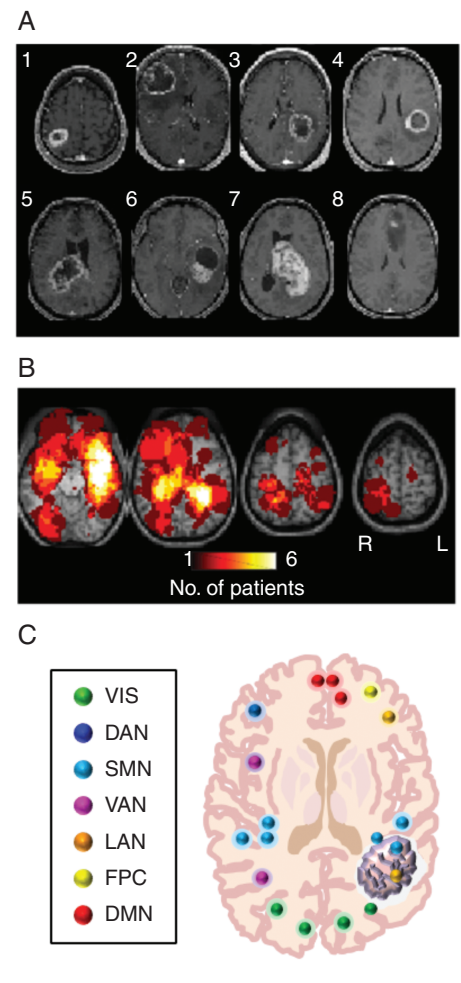 A
1 2 3 4
5 6 7 8
B
R L
1 6
No. of patients
C
VIS
DAN
SMN
VAN
LAN
FPC
DMN